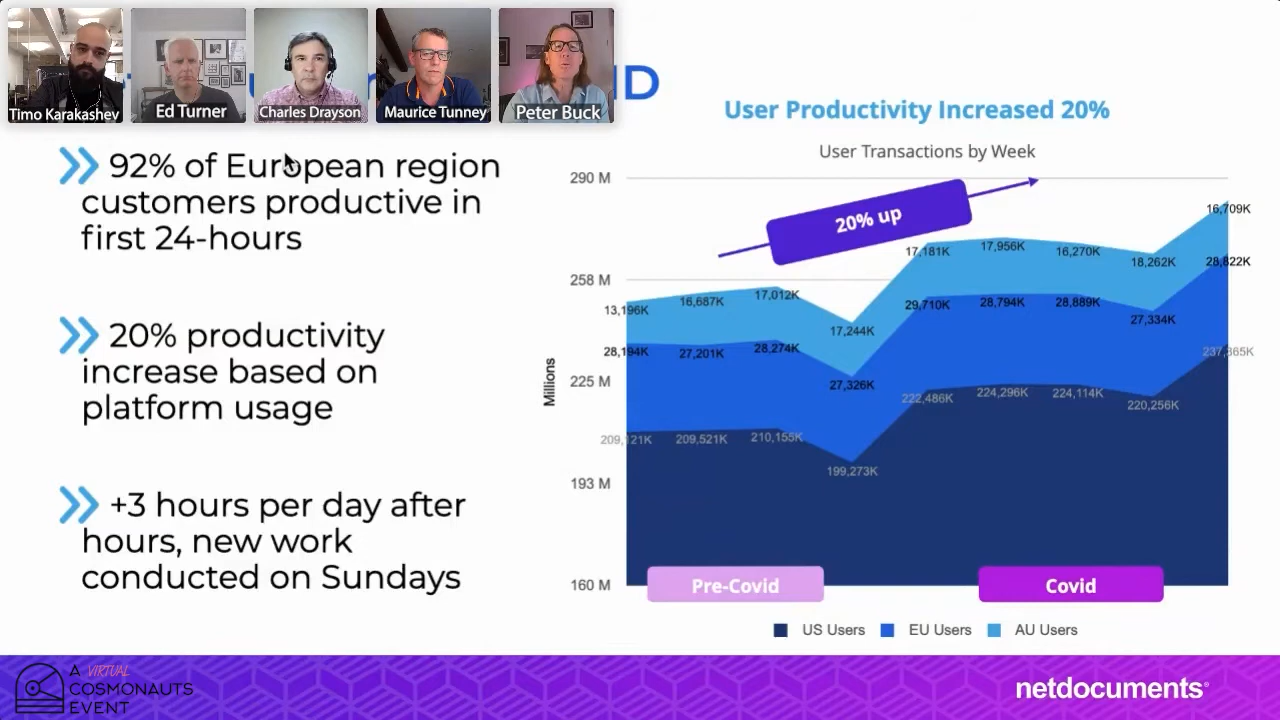 Timo Karakashev
Ed Turner
Charles Drayson
Maurice Tunney
Peter Buck
92% of European region
customers productive in
first 24-hours
20% productivity
increase based on
platform usage
+3 hours per day after
hours, new work
conducted on Sundays
User Productivity Increased 20%
User Transactions by Week
290 M
258 M
225 M
193 M
160 M
Millions
20% up
13,196K
16,687K
17,012K
17,244K
17,181K
17,956K
16,270K
18,262K
16,709K
28,194K
27,201K
28,274K
27,326K
29,710K
28,794K
28,889K
27,334K
28,822K
209,121K
209,521K
210,155K
199,273K
222,486K
224,296K
224,114K
220,256K
Pre-Covid
Covid
US Users
EU Users
AU Users
A VIRTUAL
COSMONAUTS
EVENT
netdocuments